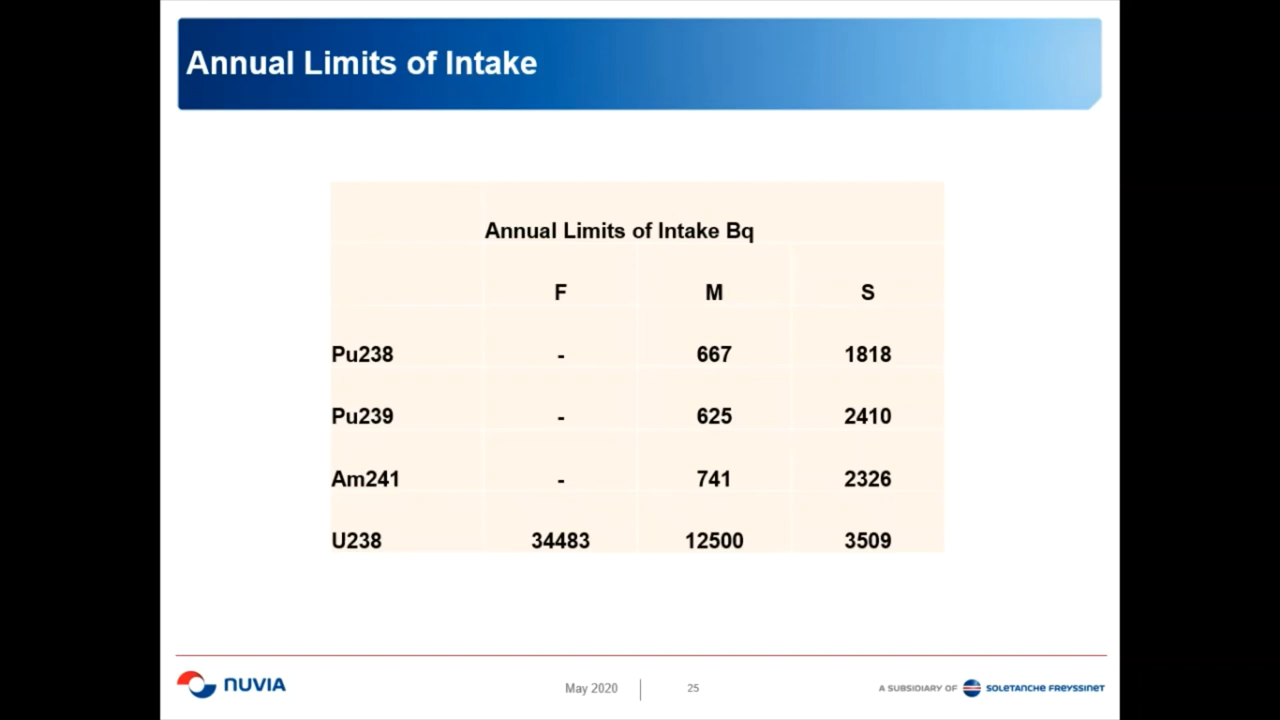 Annual Limits of Intake
Annual Limits of Intake Bq
F M S
Pu238 - 667 1818
Pu239 - 625 2410
Am241 - 741 2326
U238 34483 12500 3509
NUVIA May 2020 25 A SUBSIDIARY OF SOLETANCHE FREYSSINET